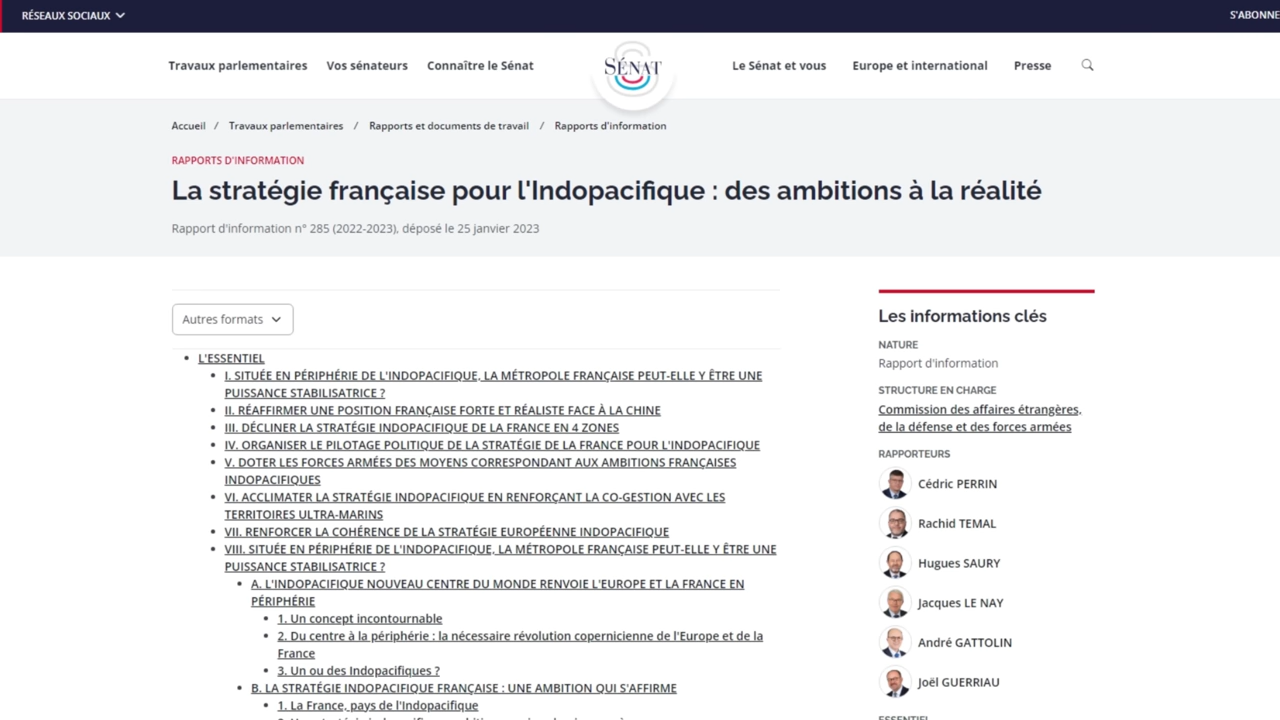 RÉSEAUX SOCIAUX
S'ABONNE
Travaux parlementaires
Vos sénateurs
Connaître le Sénat
SÉNAT
Le Sénat et vous
Europe et international
Presse
Accueil / Travaux parlementaires / Rapports et documents de travail / Rapports d'information
RAPPORTS D'INFORMATION
La stratégie française pour l'Indopacifique : des ambitions à la réalité
Rapport d'information n° 285 (2022-2023), déposé le 25 janvier 2023
Autres formats
L'ESSENTIEL
I. SITUÉE EN PÉRIPHÉRIE DE L'INDOPACIFIQUE, LA MÉTROPOLE FRANÇAISE PEUT-ELLE Y ÊTRE UNE
PUISSANCE STABILISATRICE ?
II. RÉAFFIRMER UNE POSITION FRANÇAISE FORTE ET RÉALISTE FACE À LA CHINE
III. DÉCLINER LA STRATÉGIE INDOPACIFIQUE DE LA FRANCE EN 4 ZONES
IV. ORGANISER LE PILOTAGE POLITIQUE DE LA STRATÉGIE DE LA FRANCE POUR L'INDOPACIFIQUE
V. DOTER LES FORCES ARMÉES DES MOYENS CORRESPONDANT AUX AMBITIONS FRANÇAISES
INDOPACIFIQUES
VI. ACCLIMATER LA STRATÉGIE INDOPACIFIQUE EN RENFORÇANT LA CO-GESTION AVEC LES
TERRITOIRES ULTRA-MARINS
VII. RENFORCER LA COHÉRENCE DE LA STRATÉGIE EUROPÉENNE INDOPACIFIQUE
VIII. SITUÉE EN PÉRIPHÉRIE DE L'INDOPACIFIQUE, LA MÉTROPOLE FRANÇAISE PEUT-ELLE Y ÊTRE UNE
PUISSANCE STABILISATRICE ?
A. L'INDOPACIFIQUE NOUVEAU CENTRE DU MONDE RENVOIE L'EUROPE ET LA FRANCE EN
PÉRIPHÉRIE
1. Un concept incontournable
2. Du centre à la périphérie : la nécessaire révolution copernicienne de l'Europe et de la
France
3. Un ou des Indopacifiques ?
B. LA STRATÉGIE INDOPACIFIQUE FRANÇAISE : UNE AMBITION QUI S'AFFIRME
1. La France, pays de l'Indopacifique
Les informations clés
NATURE
Rapport d'information
STRUCTURE EN CHARGE
Commission des affaires étrangères,
de la défense et des forces armées
RAPPORTEURS
Cédric PERRIN
Rachid TEMAL
Hugues SAURY
Jacques LE NAY
André GATTOLIN
Joël GUERRIAU
ESSENTIEL